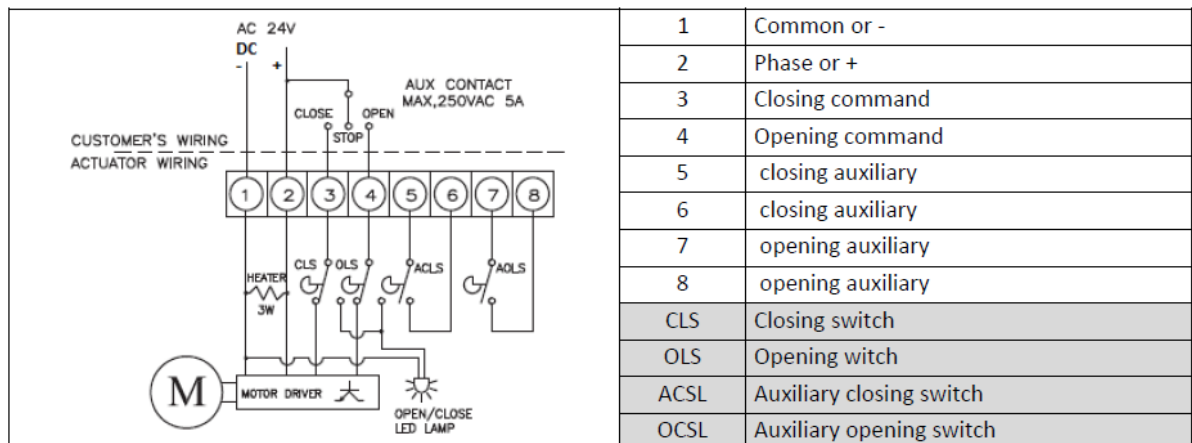 AC 24V
DC
- +
AUX CONTACT
MAX,250VAC 5A
CLOSE OPEN
STOP
CUSTOMER'S WIRING
ACTUATOR WIRING
1 2 3 4 5 6 7 8
CLS OLS ACLS AOLS
HEATER
3W
M MOTOR DRIVER
OPEN/CLOSE
LED LAMP
1 Common or -
2 Phase or +
3 Closing command
4 Opening command
5 closing auxiliary
6 closing auxiliary
7 opening auxiliary
8 opening auxiliary
CLS Closing switch
OLS Opening witch
ACSL Auxiliary closing switch
OCSL Auxiliary opening switch